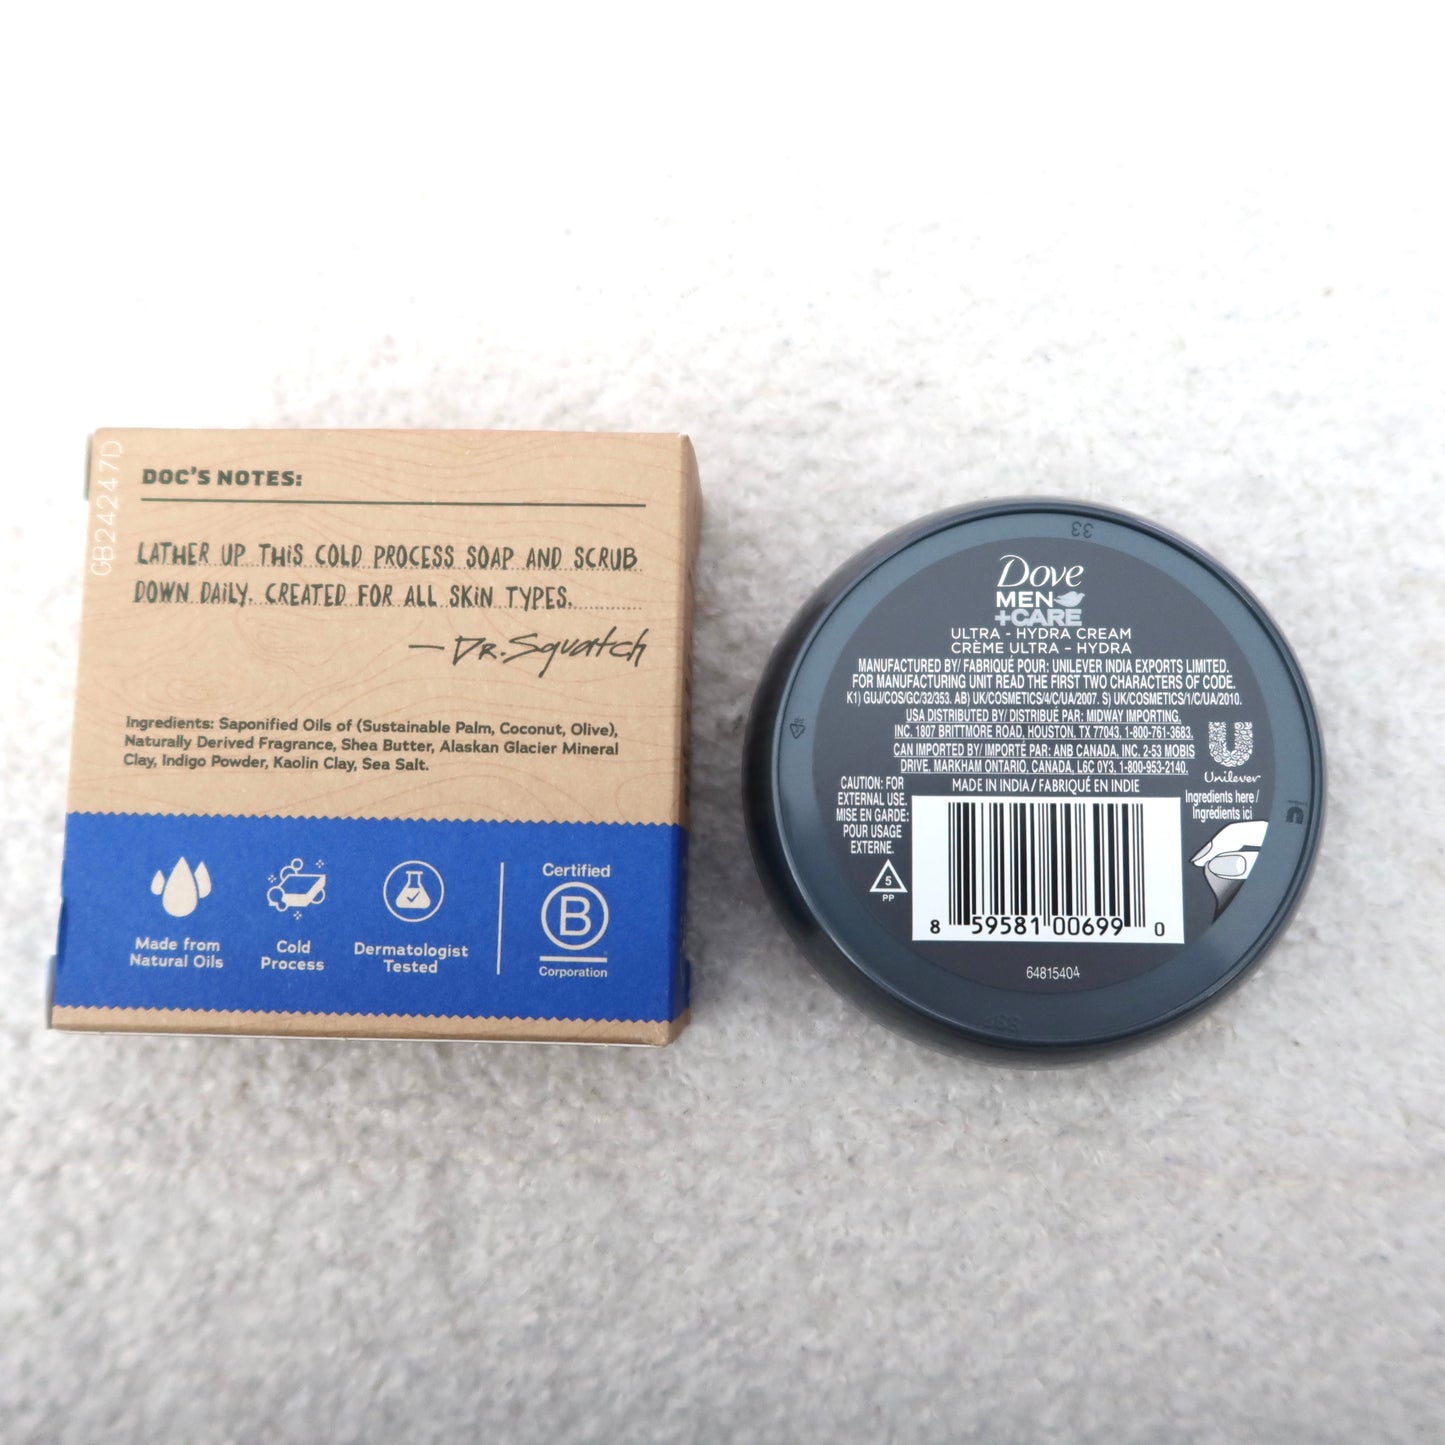 GB24247D
DOC'S NOTES:
LATHER UP THiS COLD PROCESS SOAP AND SCRUB
DOWN DAiLY. CREATED FOR ALL SKiN TYPES.
— DR. Squatch
Ingredients: Saponified Oils of (Sustainable Palm, Coconut, Olive),
Naturally Derived Fragrance, Shea Butter, Alaskan Glacier Mineral
Clay, Indigo Powder, Kaolin Clay, Sea Salt.
Made from
Natural Oils
Cold
Process
Dermatologist
Tested
Certified
B
Corporation
33
Dove
MEN
+CARE
ULTRA - HYDRA CREAM
CRÈME ULTRA - HYDRA
MANUFACTURED BY/ FABRIQUÉ POUR: UNILEVER INDIA EXPORTS LIMITED.
FOR MANUFACTURING UNIT READ THE FIRST TWO CHARACTERS OF CODE.
K1) GUJ/COS/GC/32/353. AB) UK/COSMETICS/4/C/UA/2007. S) UK/COSMETICS/1/C/UA/2010.
USA DISTRIBUTED BY/ DISTRIBUÉ PAR: MIDWAY IMPORTING,
INC. 1807 BRITTMORE ROAD, HOUSTON. TX 77043. 1-800-761-3683.
CAN IMPORTED BY/ IMPORTÉ PAR: ANB CANADA. INC. 2-53 MOBIS
DRIVE, MARKHAM ONTARIO, CANADA, L6C 0Y3. 1-800-953-2140.
MADE IN INDIA / FABRIQUÉ EN INDIE
Unilever
CAUTION: FOR
EXTERNAL USE.
MISE EN GARDE:
POUR USAGE
EXTERNE.
5
PP
Ingredients here /
Ingrédients ici
8 59581 00699 0
64815404